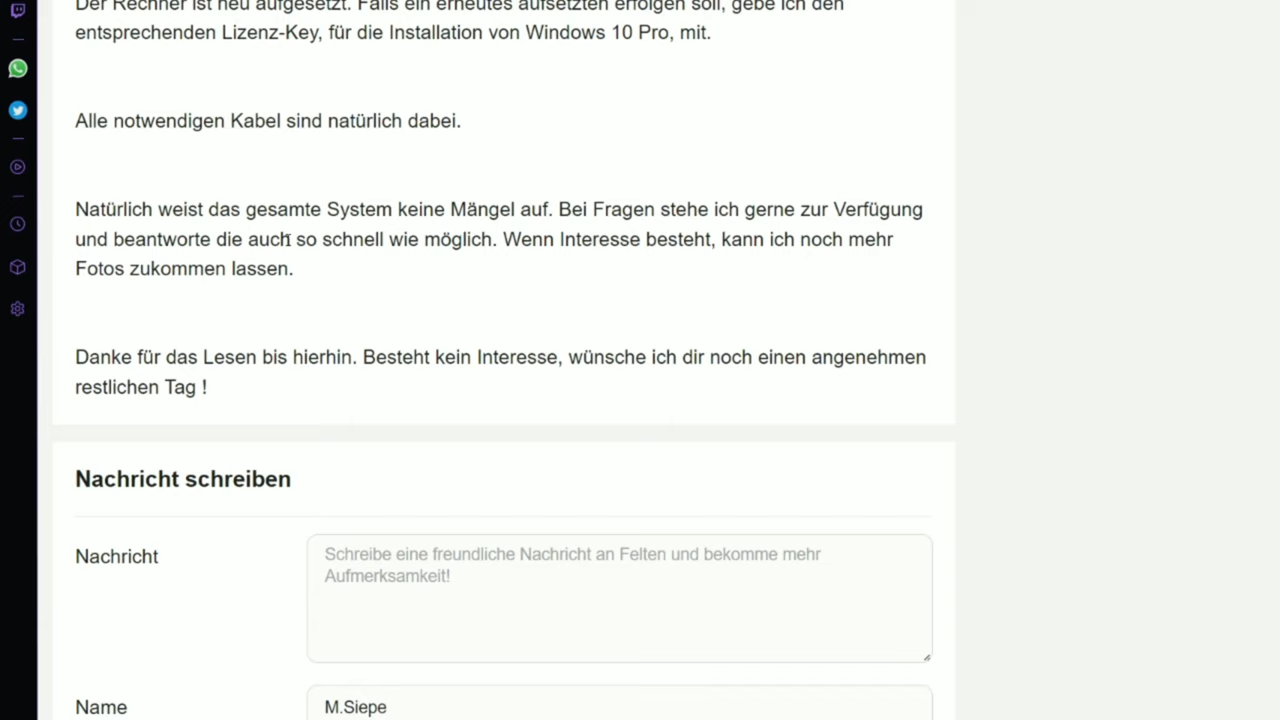 Der Rechner ist neu aufgesetzt. Falls ein erneutes aufsetzten erfolgen soll, gebe ich den
entsprechenden Lizenz-Key, für die Installation von Windows 10 Pro, mit.
Alle notwendigen Kabel sind natürlich dabei.
Natürlich weist das gesamte System keine Mängel auf. Bei Fragen stehe ich gerne zur Verfügung
und beantworte die auch so schnell wie möglich. Wenn Interesse besteht, kann ich noch mehr
Fotos zukommen lassen.
Danke für das Lesen bis hierhin. Besteht kein Interesse, wünsche ich dir noch einen angenehmen
restlichen Tag !
Nachricht schreiben
Nachricht
Schreibe eine freundliche Nachricht an Felten und bekomme mehr
Aufmerksamkeit!
Name
M.Siepe